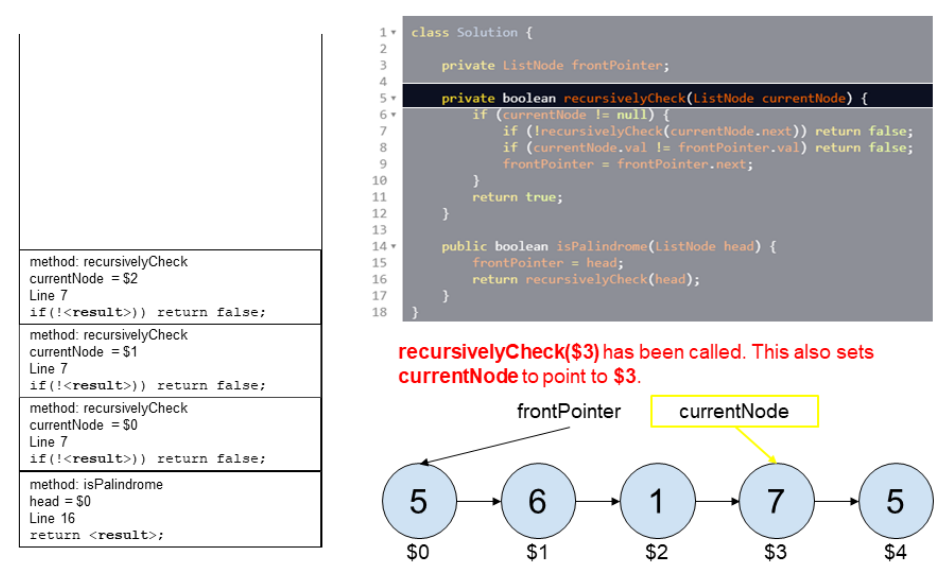 method: recursivelyCheck
currentNode = $2
Line 7
if(!<result>)) return false;
method: recursivelyCheck
currentNode = $1
Line 7
if(!<result>)) return false;
method: recursivelyCheck
currentNode = $0
Line 7
if(!<result>)) return false;
method: isPalindrome
head = $0
Line 16
return <result>;
1 class Solution {
2
3 private ListNode frontPointer;
4
5 private boolean recursivelyCheck(ListNode currentNode) {
6 if (currentNode != null) {
7 if (!recursivelyCheck(currentNode.next)) return false;
8 if (currentNode.val != frontPointer.val) return false;
9 frontPointer = frontPointer.next;
10 }
11 return true;
12 }
13
14 public boolean isPalindrome(ListNode head) {
15 frontPointer = head;
16 return recursivelyCheck(head);
17 }
18 }
recursivelyCheck($3) has been called. This also sets
currentNode to point to $3.
frontPointer currentNode
5 6 1 7 5
$0 $1 $2 $3 $4